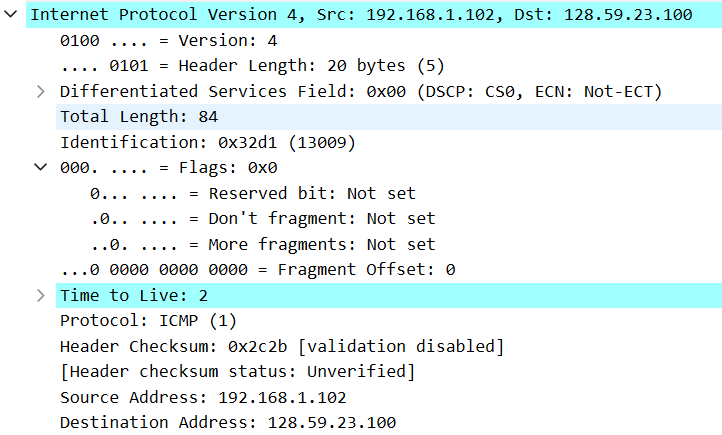 Internet Protocol Version 4, Src: 192.168.1.102, Dst: 128.59.23.100
0100 .... = Version: 4
.... 0101 = Header Length: 20 bytes (5)
Differentiated Services Field: 0x00 (DSCP: CS0, ECN: Not-ECT)
Total Length: 84
Identification: 0x32d1 (13009)
000. .... = Flags: 0x0
0... .... = Reserved bit: Not set
.0.. .... = Don't fragment: Not set
..0. .... = More fragments: Not set
...0 0000 0000 0000 = Fragment Offset: 0
Time to Live: 2
Protocol: ICMP (1)
Header Checksum: 0x2c2b [validation disabled]
[Header checksum status: Unverified]
Source Address: 192.168.1.102
Destination Address: 128.59.23.100